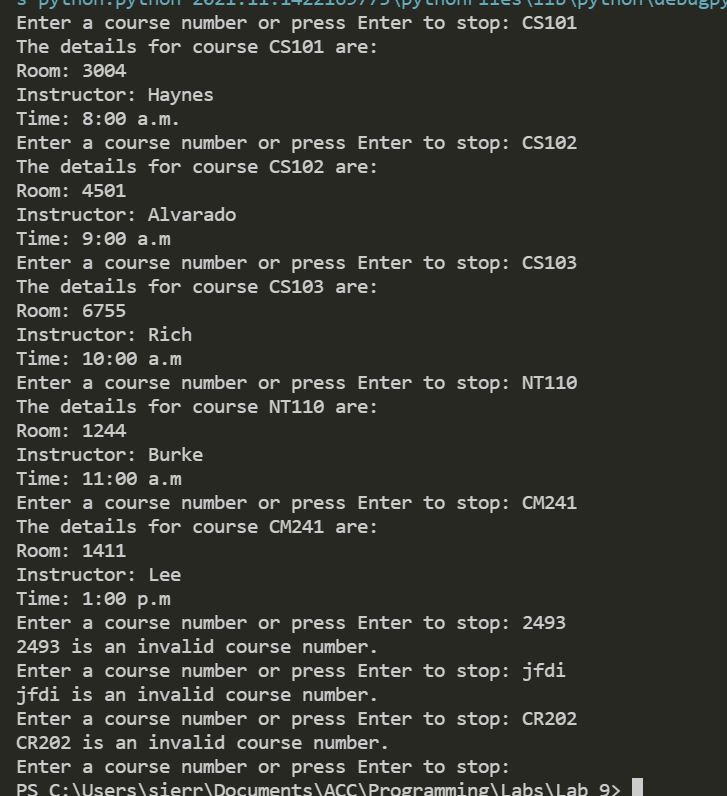 s python.python-2021.11.1422169775\pythonFiles\lib\python\debugpy
Enter a course number or press Enter to stop: CS101
The details for course CS101 are:
Room: 3004
Instructor: Haynes
Time: 8:00 a.m.
Enter a course number or press Enter to stop: CS102
The details for course CS102 are:
Room: 4501
Instructor: Alvarado
Time: 9:00 a.m
Enter a course number or press Enter to stop: CS103
The details for course CS103 are:
Room: 6755
Instructor: Rich
Time: 10:00 a.m
Enter a course number or press Enter to stop: NT110
The details for course NT110 are:
Room: 1244
Instructor: Burke
Time: 11:00 a.m
Enter a course number or press Enter to stop: CM241
The details for course CM241 are:
Room: 1411
Instructor: Lee
Time: 1:00 p.m
Enter a course number or press Enter to stop: 2493
2493 is an invalid course number.
Enter a course number or press Enter to stop: jfdi
jfdi is an invalid course number.
Enter a course number or press Enter to stop: CR202
CR202 is an invalid course number.
Enter a course number or press Enter to stop:
PS C:\Users\sierr\Documents\ACC\Programming\Labs\Lab 9>